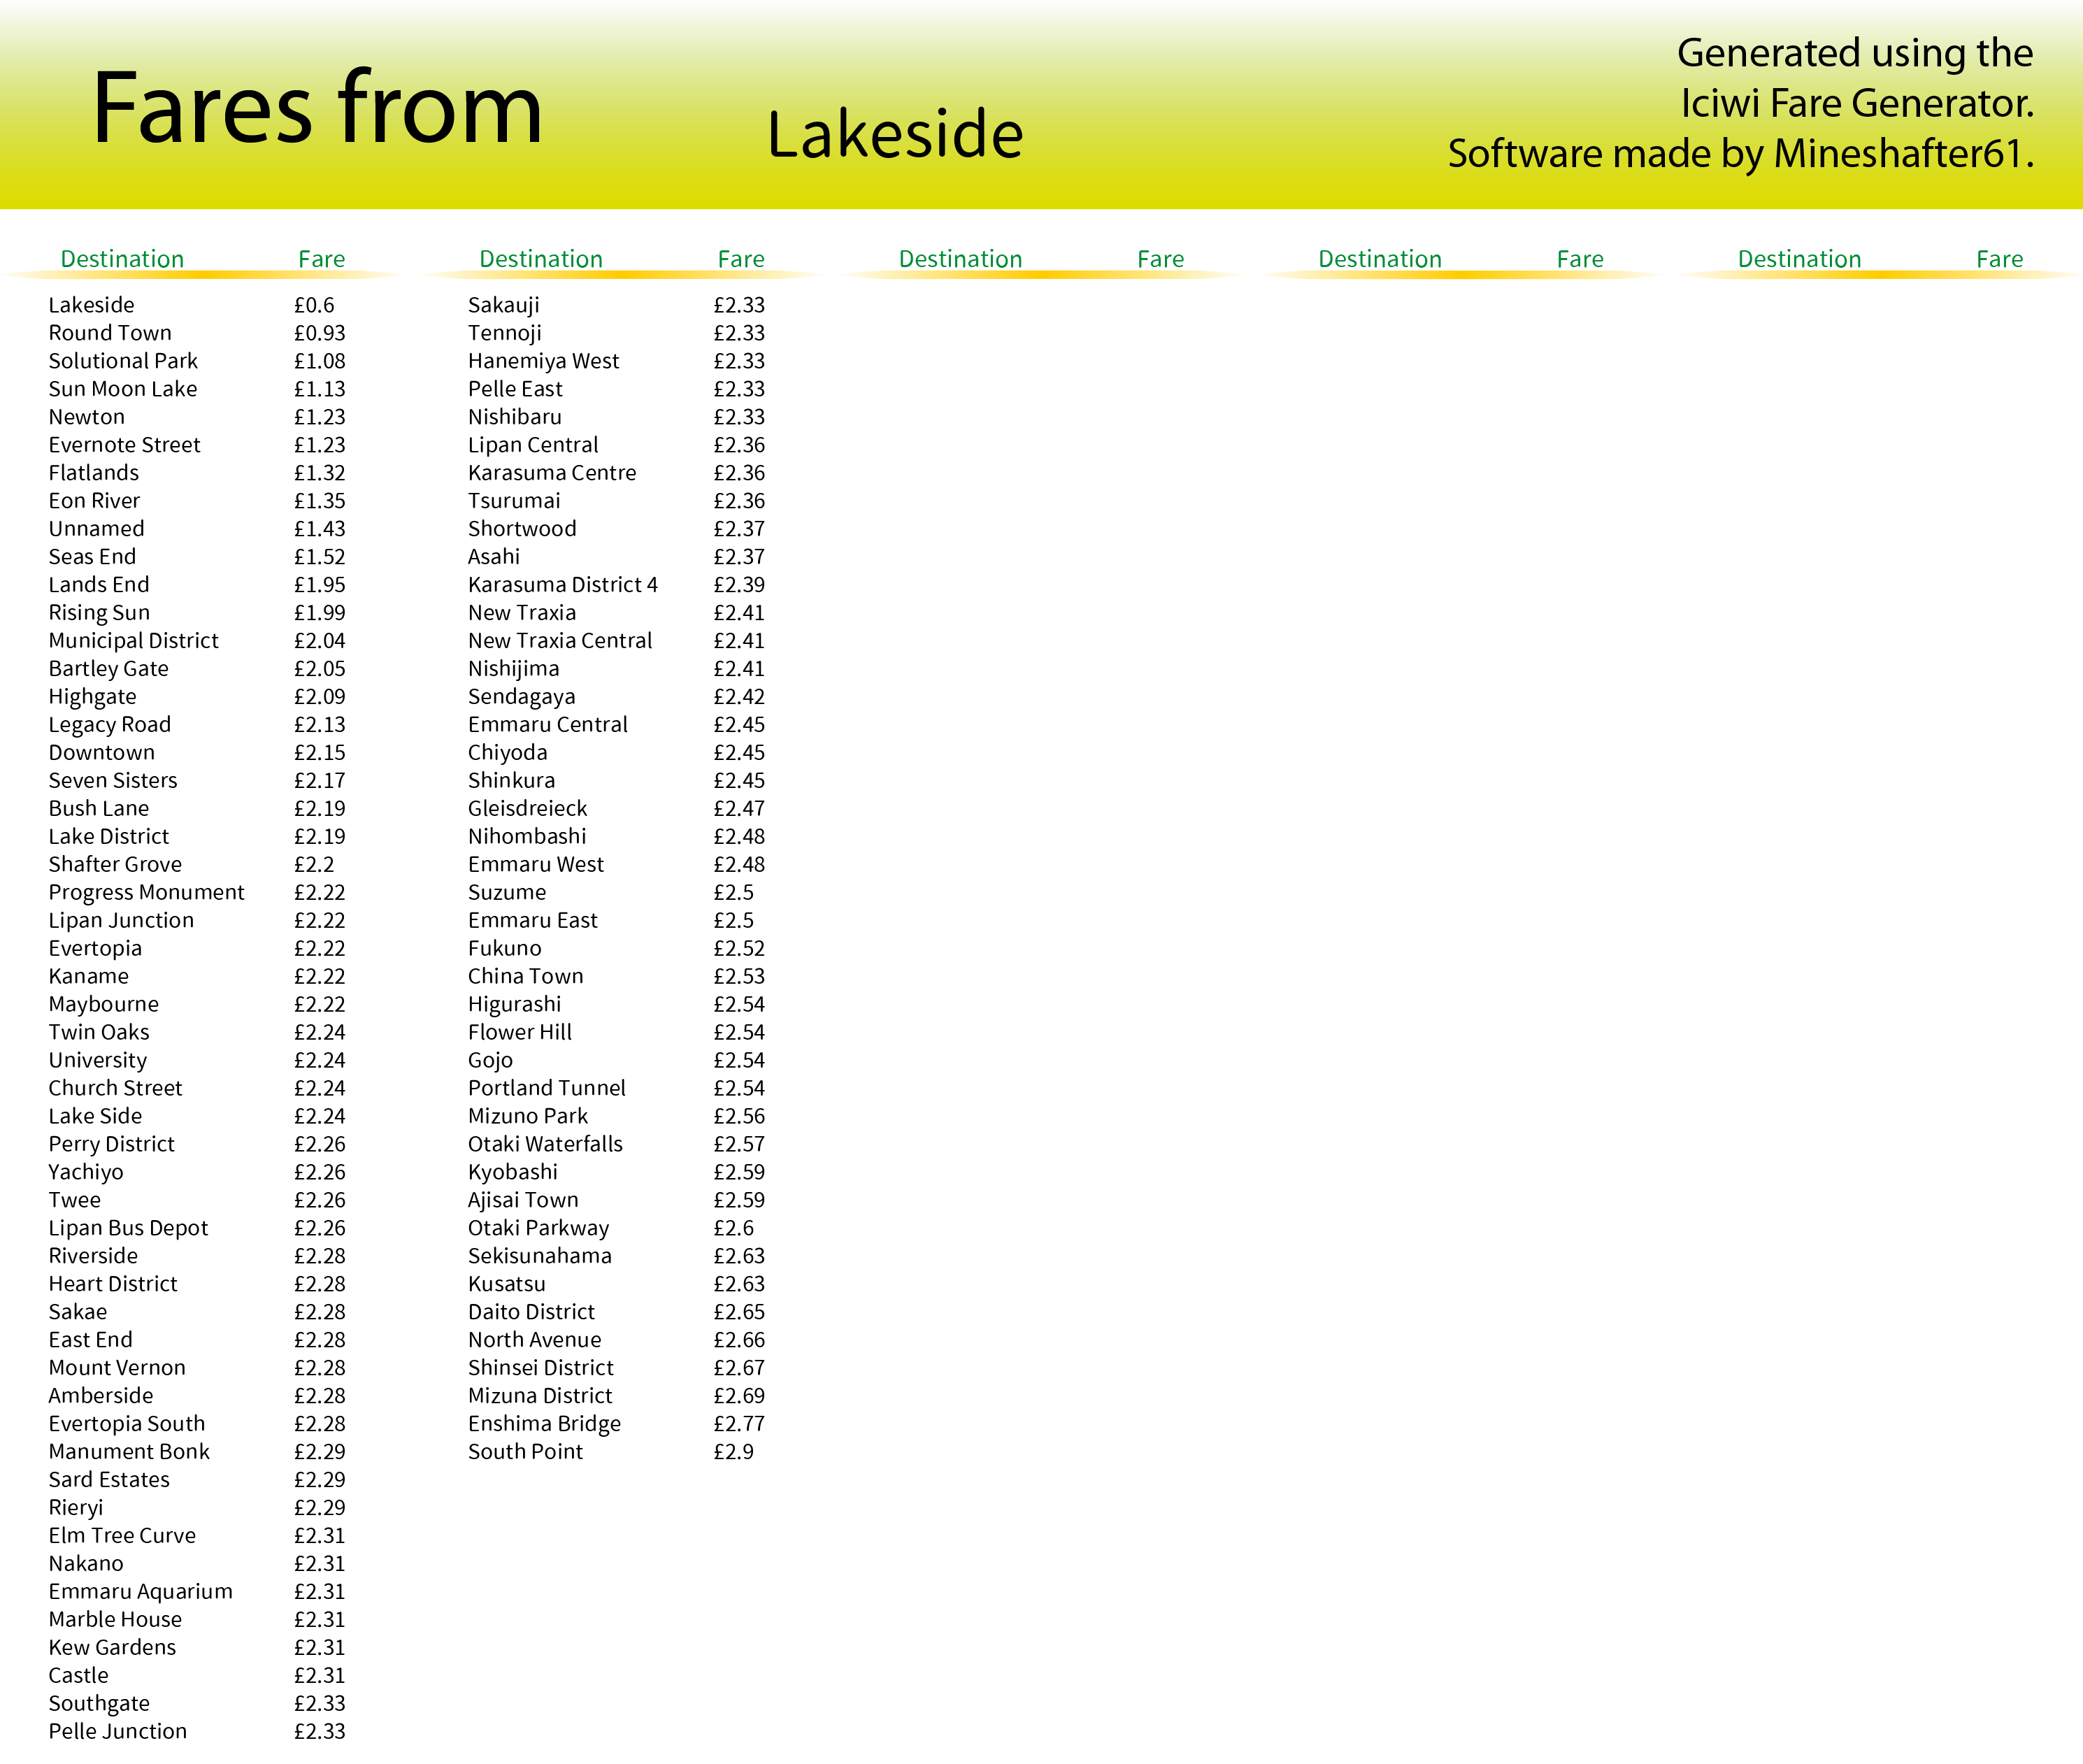 Fares from
Lakeside
Generated using the
Iciwi Fare Generator.
Software made by Mineshafter61.
Destination Fare Destination Fare Destination Fare Destination Fare Destination Fare
Lakeside £0.6
Round Town £0.93
Solutional Park £1.08
Sun Moon Lake £1.13
Newton £1.23
Evernote Street £1.23
Flatlands £1.32
Eon River £1.35
Unnamed £1.43
Seas End £1.52
Lands End £1.95
Rising Sun £1.99
Municipal District £2.04
Bartley Gate £2.05
Highgate £2.09
Legacy Road £2.13
Downtown £2.15
Seven Sisters £2.17
Bush Lane £2.19
Lake District £2.19
Shafter Grove £2.2
Progress Monument £2.22
Lipan Junction £2.22
Evertopia £2.22
Kaname £2.22
Maybourne £2.22
Twin Oaks £2.24
University £2.24
Church Street £2.24
Lake Side £2.24
Perry District £2.26
Yachiyo £2.26
Twee £2.26
Lipan Bus Depot £2.26
Riverside £2.28
Heart District £2.28
Sakae £2.28
East End £2.28
Mount Vernon £2.28
Amberside £2.28
Evertopia South £2.28
Manument Bonk £2.29
Sard Estates £2.29
Rieryi £2.29
Elm Tree Curve £2.31
Nakano £2.31
Emmaru Aquarium £2.31
Marble House £2.31
Kew Gardens £2.31
Castle £2.31
Southgate £2.33
Pelle Junction £2.33
Sakauji £2.33
Tennoji £2.33
Hanemiya West £2.33
Pelle East £2.33
Nishibaru £2.33
Lipan Central £2.36
Karasuma Centre £2.36
Tsurumai £2.36
Shortwood £2.37
Asahi £2.37
Karasuma District 4 £2.39
New Traxia £2.41
New Traxia Central £2.41
Nishijima £2.41
Sendagaya £2.42
Emmaru Central £2.45
Chiyoda £2.45
Shinkura £2.45
Gleisdreieck £2.47
Nihombashi £2.48
Emmaru West £2.48
Suzume £2.5
Emmaru East £2.5
Fukuno £2.52
China Town £2.53
Higurashi £2.54
Flower Hill £2.54
Gojo £2.54
Portland Tunnel £2.54
Mizuno Park £2.56
Otaki Waterfalls £2.57
Kyobashi £2.59
Ajisai Town £2.59
Otaki Parkway £2.6
Sekisunahama £2.63
Kusatsu £2.63
Daito District £2.65
North Avenue £2.66
Shinsei District £2.67
Mizuna District £2.69
Enshima Bridge £2.77
South Point £2.9